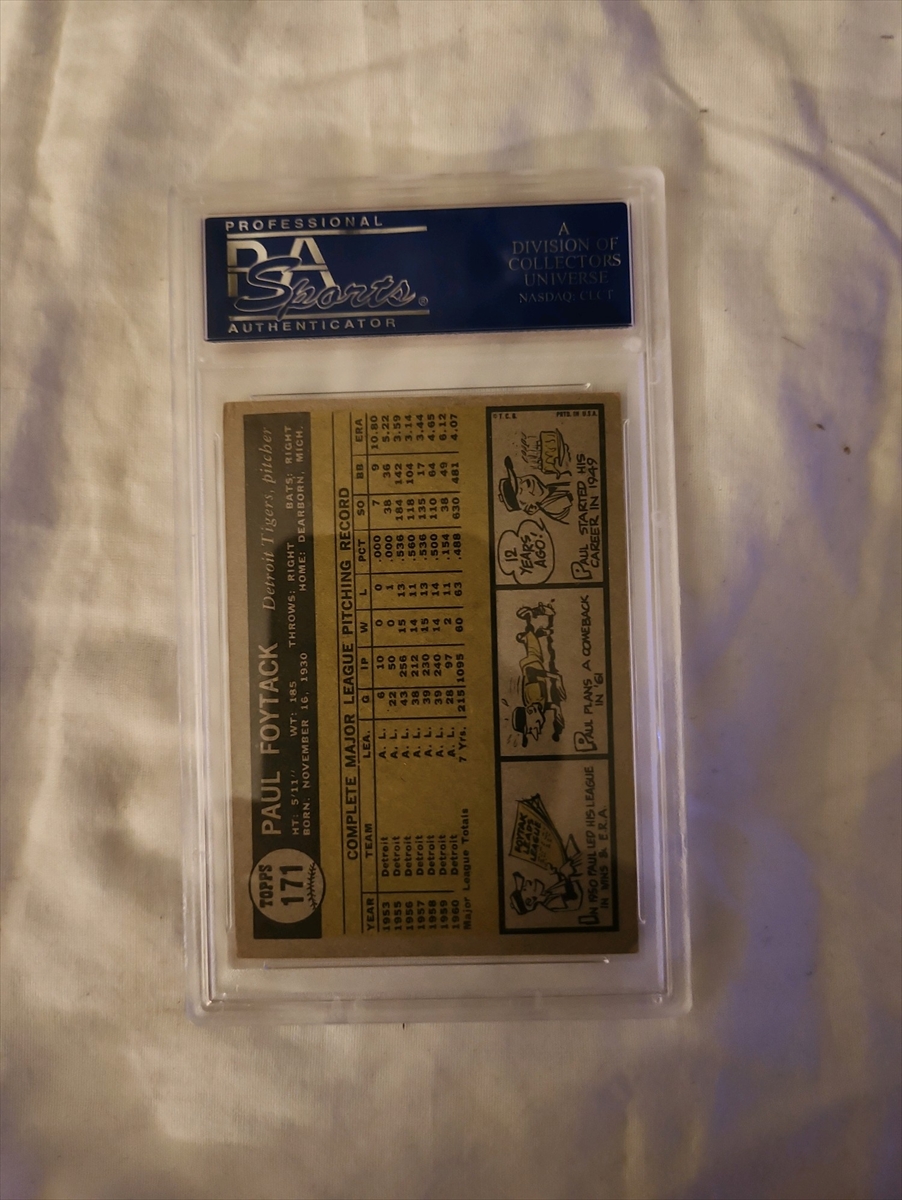 PROFESSIONAL
PSA
Sports®
AUTHENTICATOR
A
DIVISION OF
COLLECTORS
UNIVERSE
NASDAQ: CLCT
TOPPS
171
PAUL FOYTACK Detroit Tigers, pitcher
HT: 5'11" WT: 185 THROWS: RIGHT BATS: RIGHT
BORN: NOVEMBER 16, 1930 HOME: DEARBORN, MICH.
COMPLETE MAJOR LEAGUE PITCHING RECORD
YEAR TEAM LEA. G IP W L PCT SO BB ERA
1953 Detroit A. L. 6 10 0 0 .000 7 9 10.80
1955 Detroit A. L. 22 50 0 1 .000 38 36 5.22
1956 Detroit A. L. 43 256 15 13 .536 184 142 3.59
1957 Detroit A. L. 38 212 14 11 .560 118 104 3.14
1958 Detroit A. L. 39 230 15 13 .536 135 77 3.44
1959 Detroit A. L. 39 240 14 14 .500 110 64 4.65
1960 Detroit A. L. 28 97 2 11 .154 38 49 6.12
Major League Totals 7 Yrs. 215 1095 60 63 .488 630 481 4.07
FOYTAK
LEADS
LEAGUE
IN 1950 PAUL LED HIS LEAGUE
IN WINS & E.R.A.
PAUL PLANS A COMEBACK
IN '61
12
YEARS
AGO!
PAUL STARTED HIS
CAREER IN 1949
© T.C.G. PRTD. IN U.S.A.